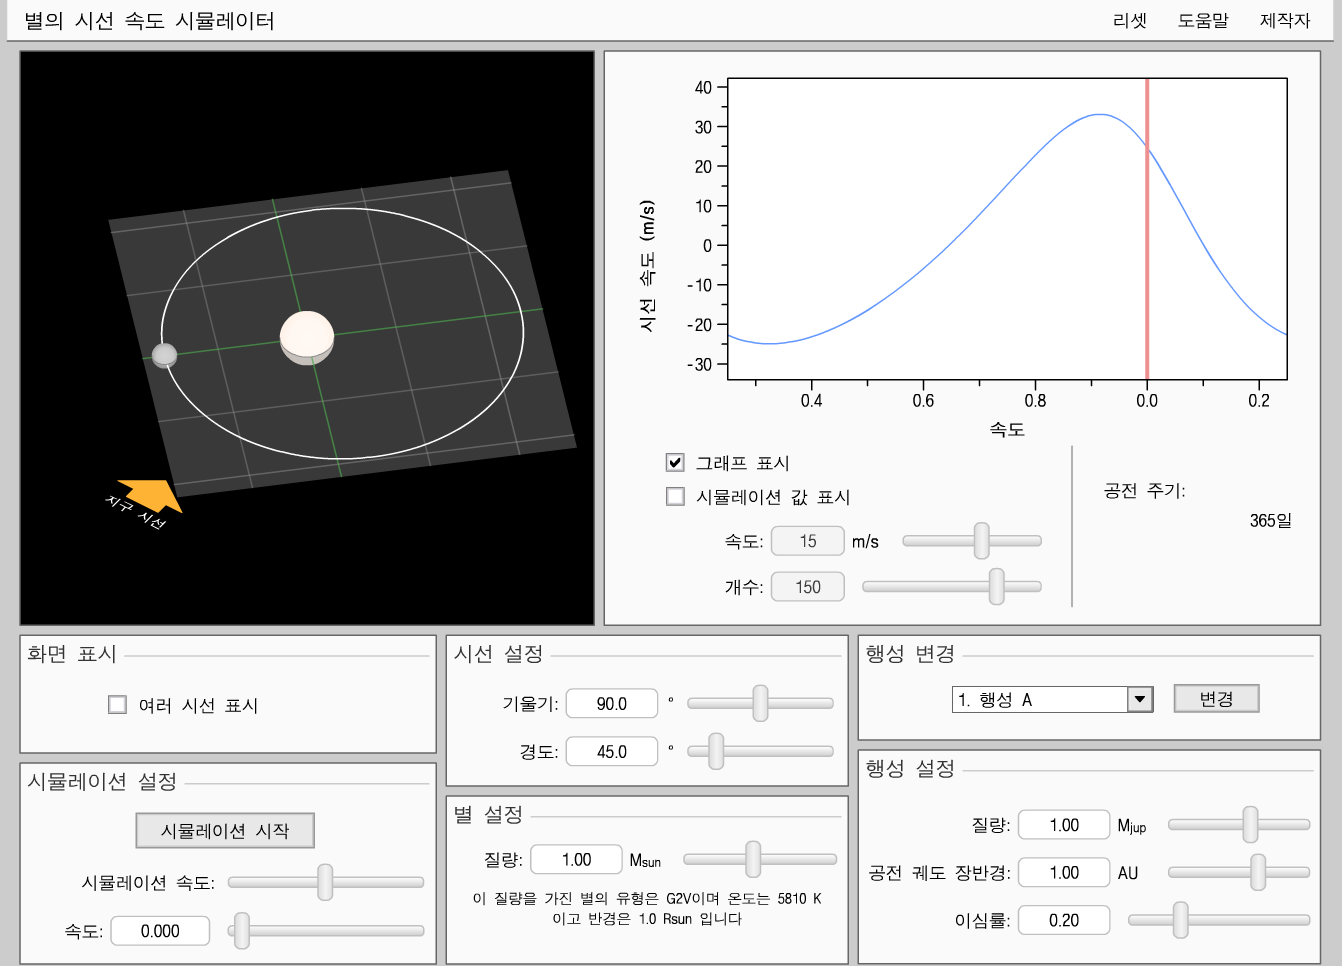 별의 시선 속도 시뮬레이터
리셋 도움말 제작자
지구 시선
40
30
20
10
0
-10
-20
-30
시선 속도 (m/s)
0.4 0.6 0.8 0.0 0.2
속도
그래프 표시
시뮬레이션 값 표시
속도: 15 m/s
개수: 150
공전 주기:
365일
화면 표시
여러 시선 표시
시뮬레이션 설정
시뮬레이션 시작
시뮬레이션 속도:
속도: 0.000
시선 설정
기울기: 90.0 °
경도: 45.0 °
별 설정
질량: 1.00 Msun
이 질량을 가진 별의 유형은 G2V이며 온도는 5810 K
이고 반경은 1.0 Rsun 입니다
행성 변경
1. 행성 A 변경
행성 설정
질량: 1.00 Mjup
공전 궤도 장반경: 1.00 AU
이심률: 0.20